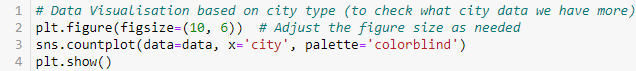 1 # Data Visualisation based on city type (to check what city data we have more)
2 plt.figure(figsize=(10, 6))  # Adjust the figure size as needed
3 sns.countplot(data=data, x='city', palette='colorblind')
4 plt.show()